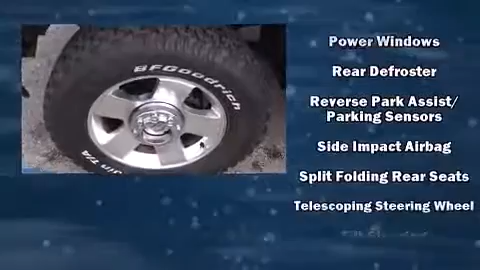 BFGoodrich
Power Windows
Rear Defroster
Reverse Park Assist/
Parking Sensors
Side Impact Airbag
Split Folding Rear Seats
Telescoping Steering Wheel